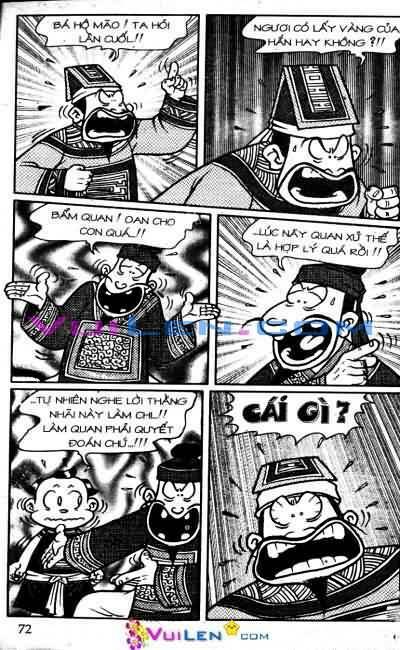 BÁ HỘ MÃO ! TA HỎI
LẦN CUỐI..!!
NGƯƠI CÓ LẤY VÀNG CỦA
HẮN HAY KHÔNG ?!!
BẨM QUAN ! OAN CHO
CON QUÁ..!!
..LÚC NÃY QUAN XỬ THẾ
LÀ HỢP LÝ QUÁ RỒI !!
..TỰ NHIÊN NGHE LỜI THẰNG
NHÃI NÀY LÀM CHI..!
LÀM QUAN PHẢI QUYẾT
ĐOÁN CHỨ...!!!
CÁI GÌ ?
VUILEN.COM
72
VUILEN.COM